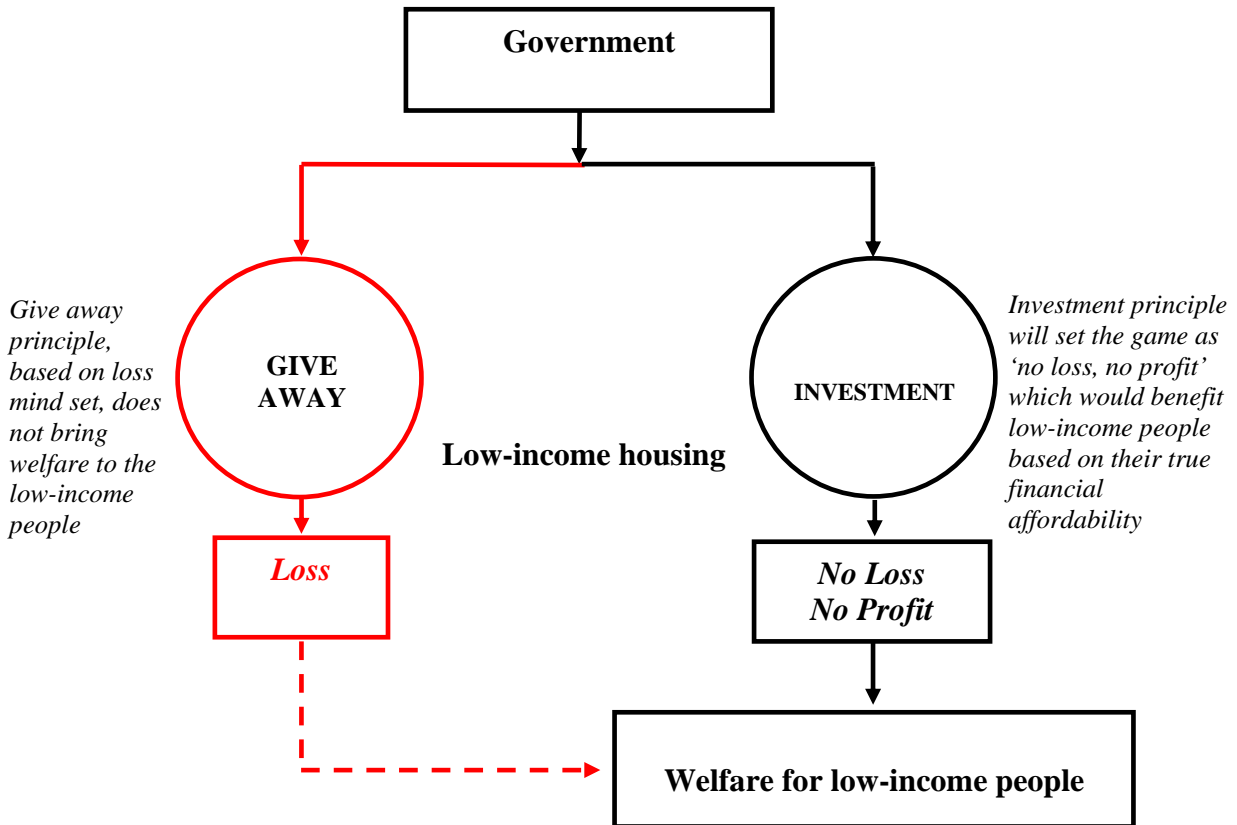 Government
Give away
principle,
based on loss
mind set, does
not bring
welfare to the
low-income
people
GIVE
AWAY
Low-income housing
INVESTMENT
Investment principle
will set the game as
‘no loss, no profit’
which would benefit
low-income people
based on their true
financial
affordability
Loss
No Loss
No Profit
Welfare for low-income people